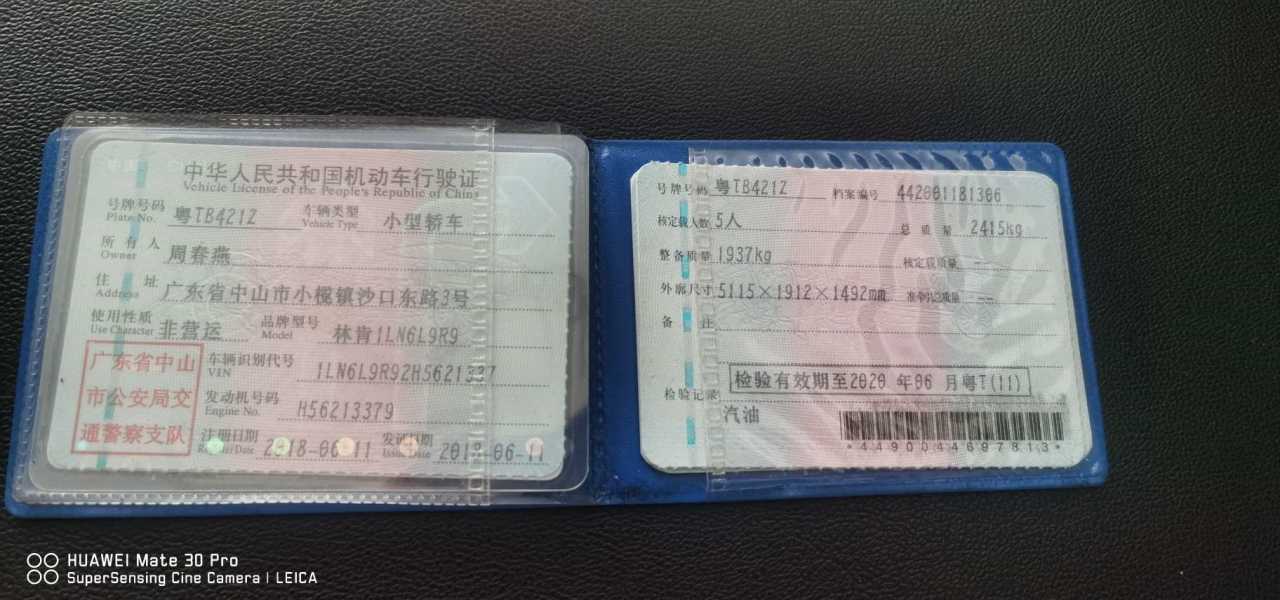 中华人民共和国机动车行驶证
Vehicle License of the People's Republic of China
号牌号码 粤TB421Z 车辆类型 小型轿车
Plate No. Vehicle Type
所有人 周春燕
Owner
住址 广东省中山市小榄镇沙口东路3号
Address
使用性质 非营运 品牌型号 林肯1LN6L9R9
Use Character Model
广东省中山
市公安局交
通警察支队
车辆识别代号
VIN
发动机号码 H56213379
Engine No.
注册日期 2018-06-11 发证日期 2018-06-11
Register Date Issue Date
号牌号码 粤TB421Z 档案编号 442001181306
核定载人数 5人 总质量 2415kg
整备质量 1937kg 核定载质量 --
外廓尺寸 5115×1912×1492mm 准牵引总质量 --
备注
检验有效期至2020 年06 月粤T(11)
检验记录
汽油
*4490044697813*
HUAWEI Mate 30 Pro
SuperSensing Cine Camera | LEICA